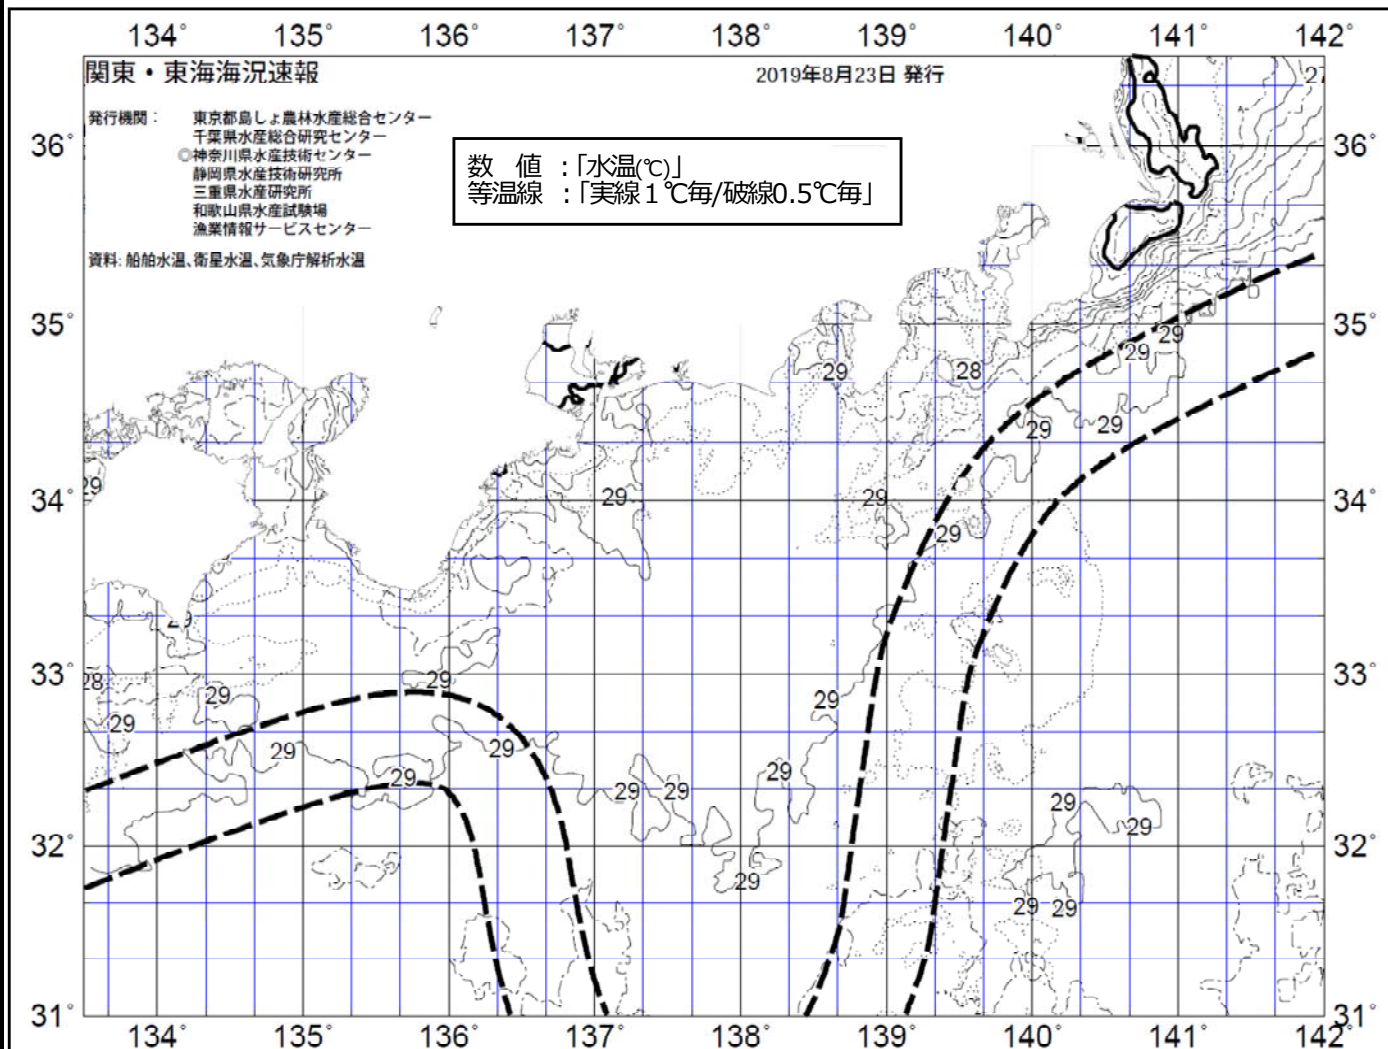 134° 135° 136° 137° 138° 139° 140° 141° 142°
関東・東海海況速報
2019年8月23日 発行
27
発行機関： 東京都島しょ農林水産総合センター
千葉県水産総合研究センター
◎神奈川県水産技術センター
静岡県水産技術研究所
三重県水産研究所
和歌山県水産試験場
漁業情報サービスセンター
資料: 船舶水温、衛星水温、気象庁解析水温
数 値 ：「水温(℃)」
等温線 ：「実線１℃毎/破線0.5℃毎」
36° 36°
35° 35°
29 29
29 28
29 29
29
29 29 34° 34°
29
29
33° 33°
28 29 29 29
29
29 29 29
29 29 29
29
29
32° 32°
29
29 29
31° 31°
134° 135° 136° 137° 138° 139° 140° 141° 142°